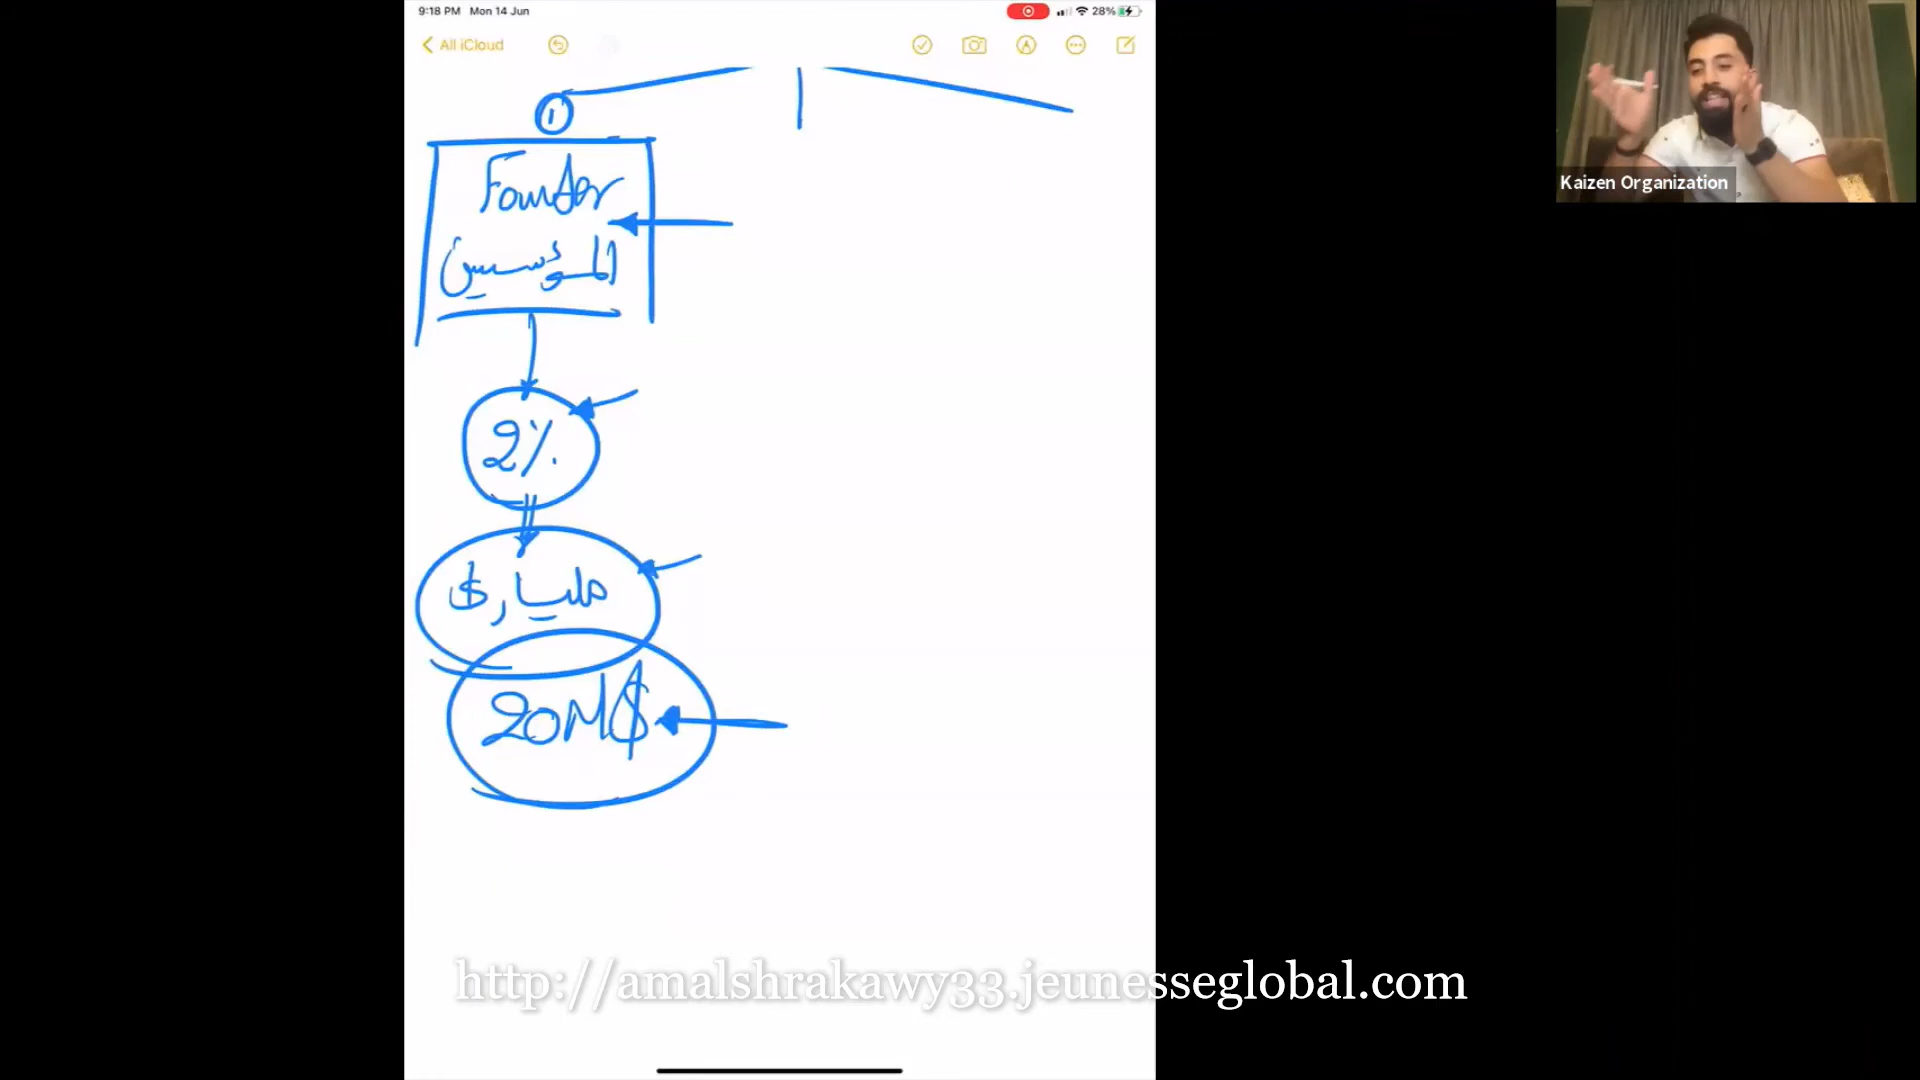 9:18 PM Mon 14 Jun
28%
All iCloud
Kaizen Organization
1
Founder
المؤسسين
2%
مليار $
20M$
http://amalshrakawy33.jeunesseglobal.com